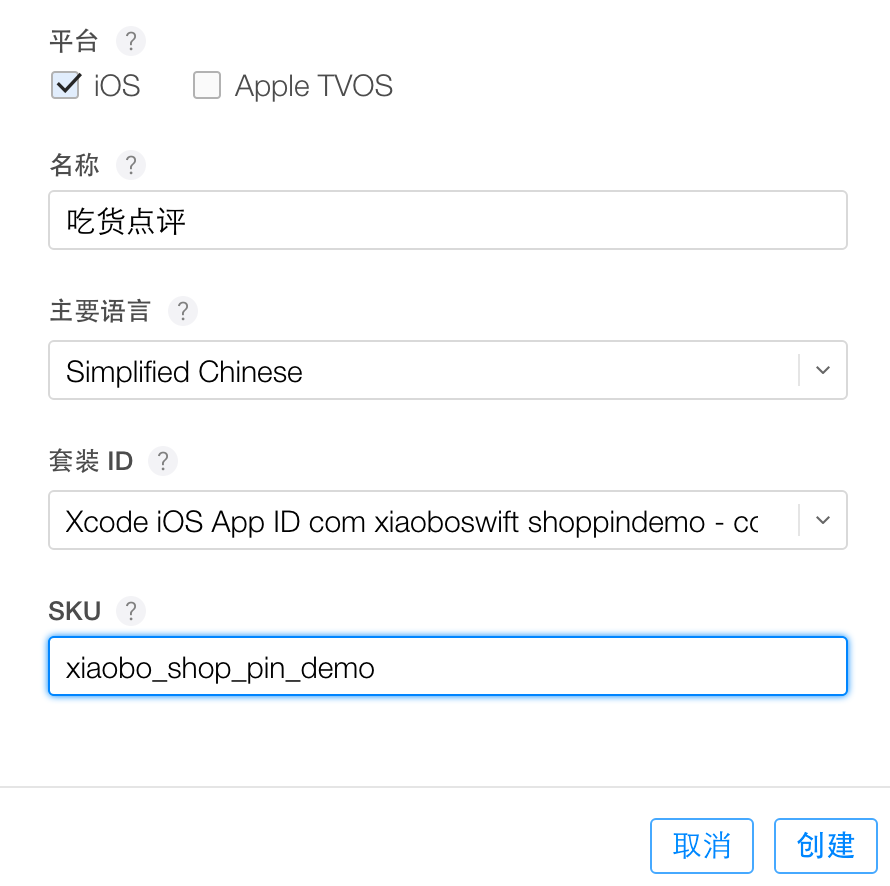 平台 ?
iOS Apple TVOS
名称 ?
吃货点评
主要语言 ?
Simplified Chinese
套装 ID ?
Xcode iOS App ID com xiaoboswift shoppindemo - co
SKU ?
xiaobo_shop_pin_demo
取消 创建